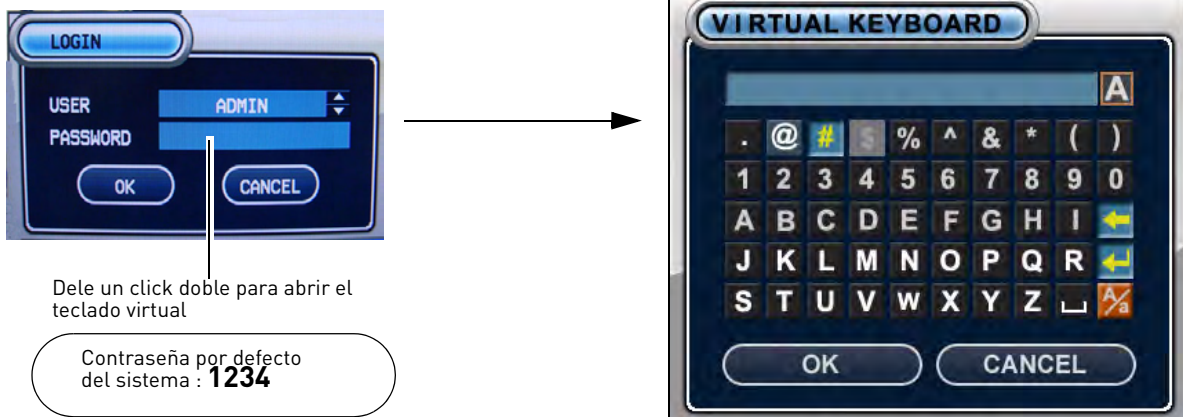 LOGIN
USER ADMIN
PASSWORD
OK CANCEL
Dele un click doble para abrir el
teclado virtual
Contraseña por defecto
del sistema : 1234
VIRTUAL KEYBOARD
A
. @ # $ % ^ & * ( )
1 2 3 4 5 6 7 8 9 0
A B C D E F G H I
J K L M N O P Q R
S T U V W X Y Z A/a
OK CANCEL